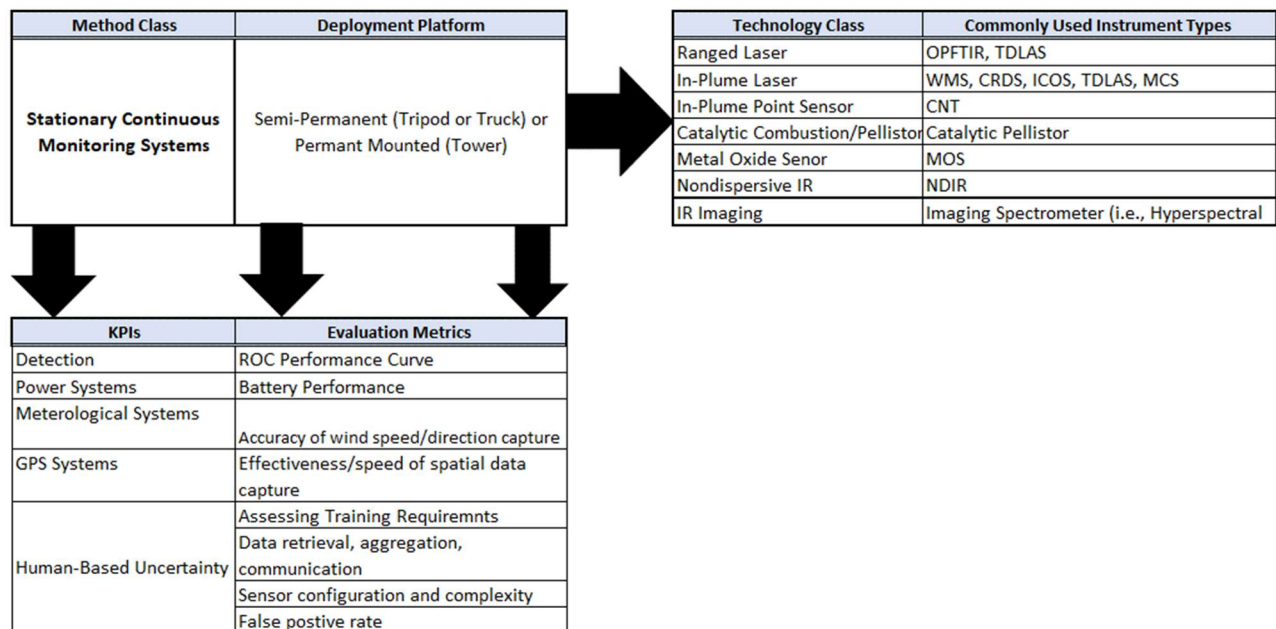 Method Class Deployment Platform
Stationary Continuous
Monitoring Systems
Semi-Permanent (Tripod or Truck) or
Permant Mounted (Tower)
Technology Class Commonly Used Instrument Types
Ranged Laser OPFTIR, TDLAS
In-Plume Laser WMS, CRDS, ICOS, TDLAS, MCS
In-Plume Point Sensor CNT
Catalytic Combustion/Pellistor Catalytic Pellistor
Metal Oxide Senor MOS
Nondispersive IR NDIR
IR Imaging Imaging Spectrometer (i.e., Hyperspectral
KPIs Evaluation Metrics
Detection ROC Performance Curve
Power Systems Battery Performance
Meterological Systems
Accuracy of wind speed/direction capture
GPS Systems Effectiveness/speed of spatial data
capture
Human-Based Uncertainty
Assessing Training Requiremnts
Data retrieval, aggregation,
communication
Sensor configuration and complexity
False postive rate